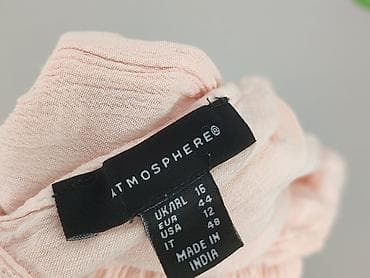 ATMOSPHERE®
UK/IRL 16
EUR 44
USA 12
IT 48
MADE IN
INDIA